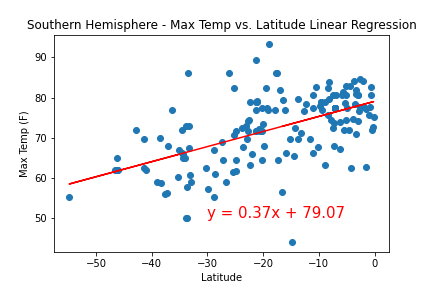 Southern Hemisphere - Max Temp vs. Latitude Linear Regression
90
80
70
60
50
Max Temp (F)
y = 0.37x + 79.07
−50
−40
−30
−20
−10
0
Latitude